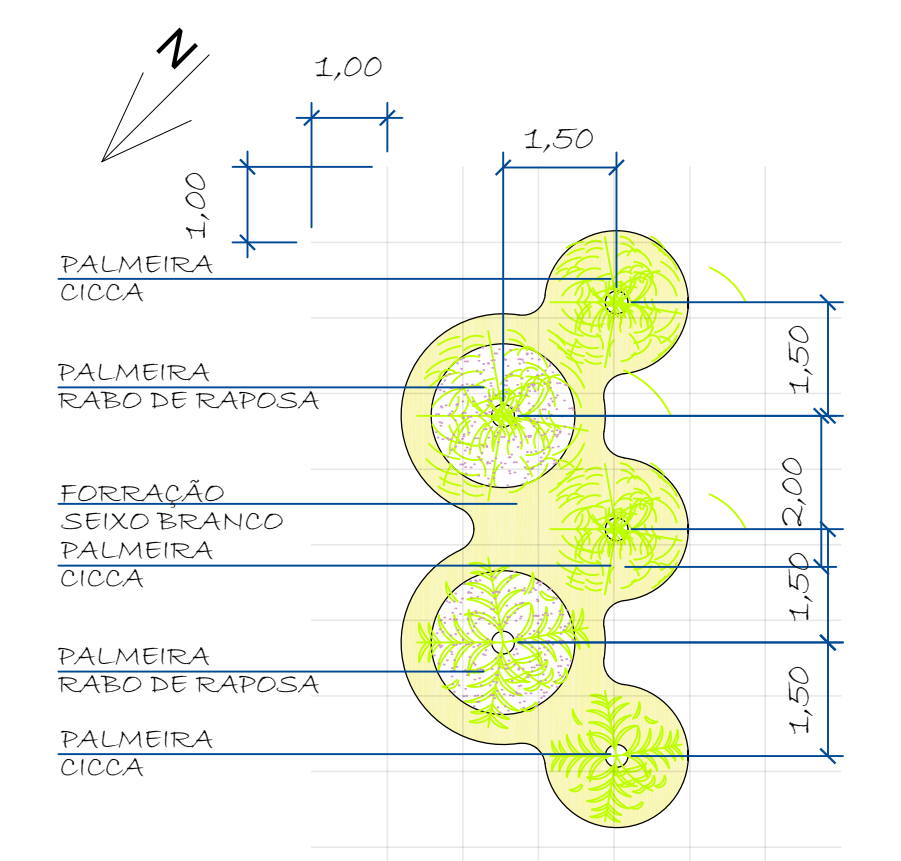 N
1,00
1,50
1,00
PALMEIRA
CICCA
1,50
PALMEIRA
RABO DE RAPOSA
FORRAÇÃO
SEIXO BRANCO
2,00
PALMEIRA
CICCA
1,50
PALMEIRA
RABO DE RAPOSA
1,50
PALMEIRA
CICCA